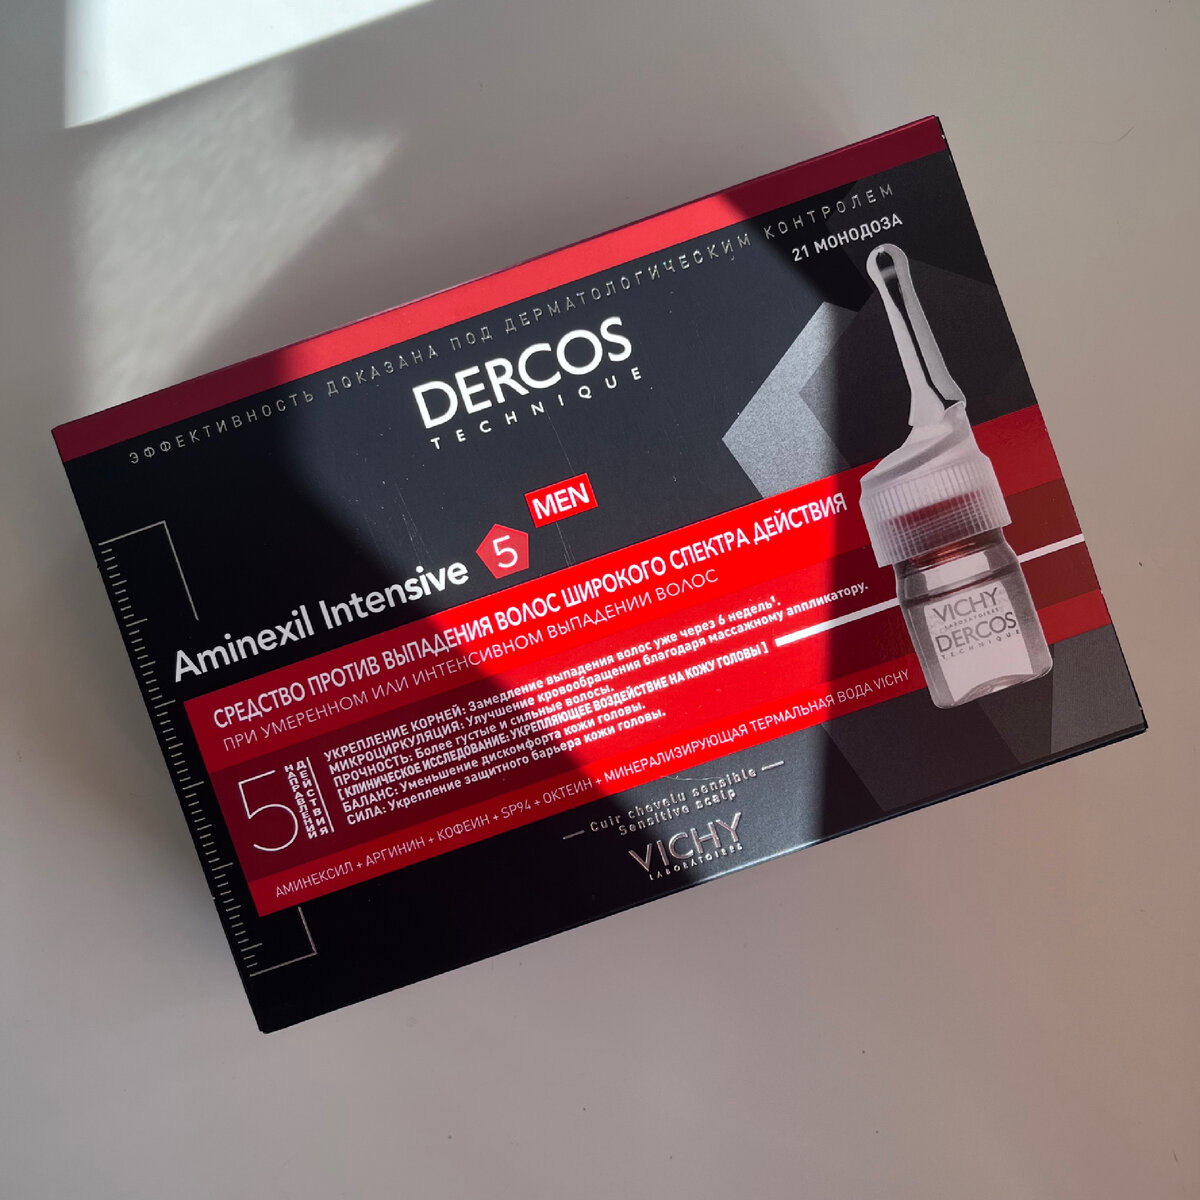 ЭФФЕКТИВНОСТЬ ДОКАЗАНА ПОД ДЕРМАТОЛОГИЧЕСКИМ КОНТРОЛЕМ
21 МОНОДОЗА
DERCOS
TECHNIQUE
Aminexil Intensive 5 MEN
СРЕДСТВО ПРОТИВ ВЫПАДЕНИЯ ВОЛОС ШИРОКОГО СПЕКТРА ДЕЙСТВИЯ
ПРИ УМЕРЕННОМ ИЛИ ИНТЕНСИВНОМ ВЫПАДЕНИИ ВОЛОС
5 НАПРАВЛЕНИЙ
ДЕЙСТВИЯ
УКРЕПЛЕНИЕ КОРНЕЙ: Замедление выпадения волос уже через 6 недель¹.
МИКРОЦИРКУЛЯЦИЯ: Улучшение кровообращения благодаря массажному аппликатору.
ПРОЧНОСТЬ: Более густые и сильные волосы.
[ КЛИНИЧЕСКОЕ ИССЛЕДОВАНИЕ: УКРЕПЛЯЮЩЕЕ ВОЗДЕЙСТВИЕ НА КОЖУ ГОЛОВЫ ]
БАЛАНС: Уменьшение дискомфорта кожи головы.
СИЛА: Укрепление защитного барьера кожи головы.
АМИНЕКСИЛ + АРГИНИН + КОФЕИН + SP94 + ОКТЕИН + МИНЕРАЛИЗИРУЮЩАЯ ТЕРМАЛЬНАЯ ВОДА VICHY
Cuir chevelu sensible
Sensitive scalp
VICHY
LABORATOIRES
VICHY
LABORATOIRES
DERCOS
TECHNIQUE